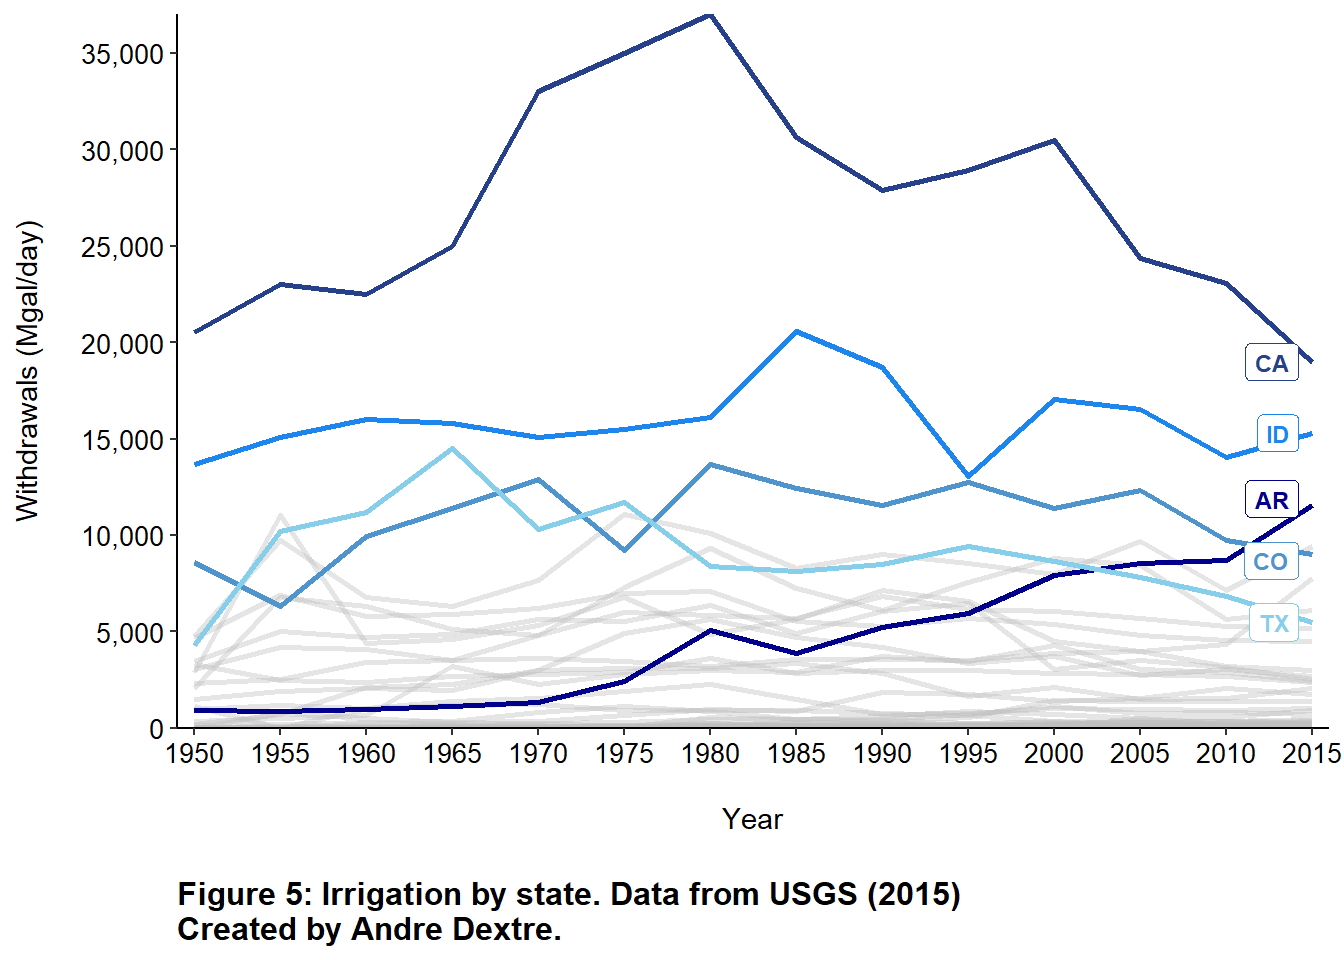 35,000
30,000
25,000
20,000
15,000
10,000
5,000
0
Withdrawals (Mgal/day)
CA
ID
AR
CO
TX
1950 1955 1960 1965 1970 1975 1980 1985 1990 1995 2000 2005 2010 2015
Year
Figure 5: Irrigation by state. Data from USGS (2015)
Created by Andre Dextre.